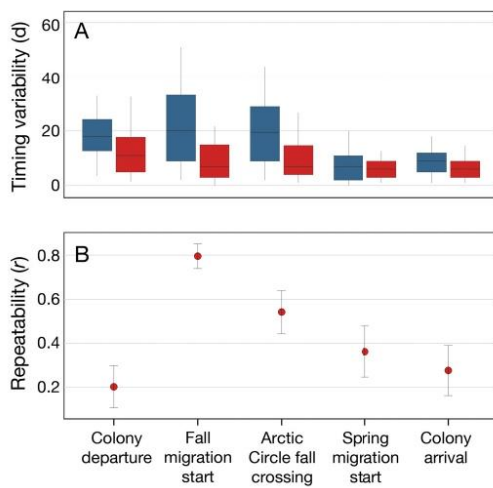 A
Timing variability (d)
60
40
20
0
B
Repeatability (r)
0.8
0.6
0.4
0.2
Colony
departure
Fall
migration
start
Arctic
Circle fall
crossing
Spring
migration
start
Colony
arrival